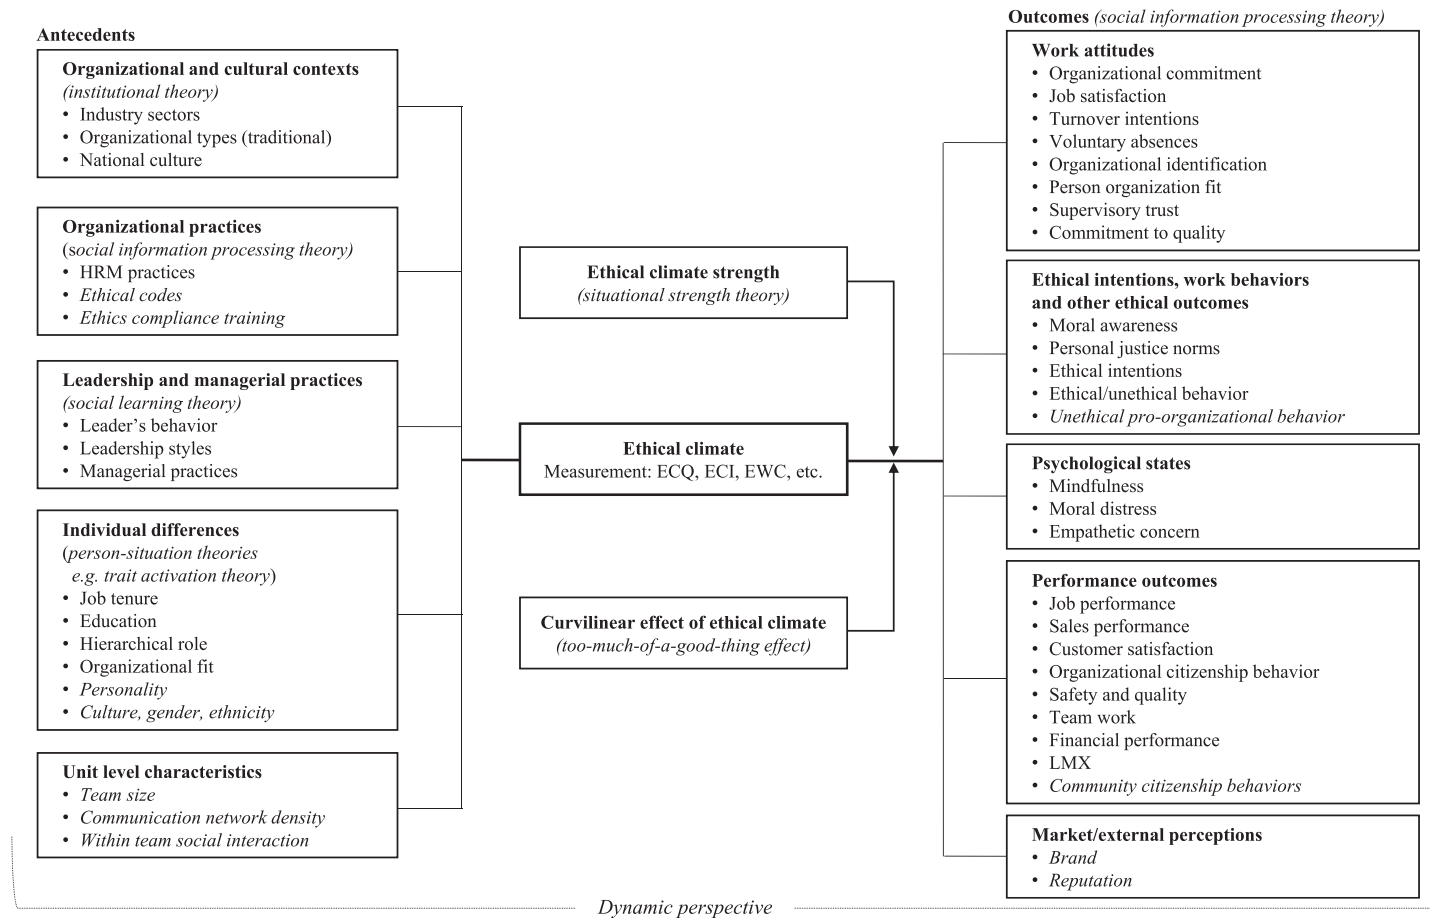 Antecedents
Organizational and cultural contexts
(institutional theory)
• Industry sectors
• Organizational types (traditional)
• National culture
Organizational practices
(social information processing theory)
• HRM practices
• Ethical codes
• Ethics compliance training
Leadership and managerial practices
(social learning theory)
• Leader’s behavior
• Leadership styles
• Managerial practices
Individual differences
(person-situation theories
e.g. trait activation theory)
• Job tenure
• Education
• Hierarchical role
• Organizational fit
• Personality
• Culture, gender, ethnicity
Unit level characteristics
• Team size
• Communication network density
• Within team social interaction
Ethical climate strength
(situational strength theory)
Ethical climate
Measurement: ECQ, ECI, EWC, etc.
Curvilinear effect of ethical climate
(too-much-of-a-good-thing effect)
Outcomes (social information processing theory)
Work attitudes
• Organizational commitment
• Job satisfaction
• Turnover intentions
• Voluntary absences
• Organizational identification
• Person organization fit
• Supervisory trust
• Commitment to quality
Ethical intentions, work behaviors
and other ethical outcomes
• Moral awareness
• Personal justice norms
• Ethical intentions
• Ethical/unethical behavior
• Unethical pro-organizational behavior
Psychological states
• Mindfulness
• Moral distress
• Empathetic concern
Performance outcomes
• Job performance
• Sales performance
• Customer satisfaction
• Organizational citizenship behavior
• Safety and quality
• Team work
• Financial performance
• LMX
• Community citizenship behaviors
Market/external perceptions
• Brand
• Reputation
Dynamic perspective